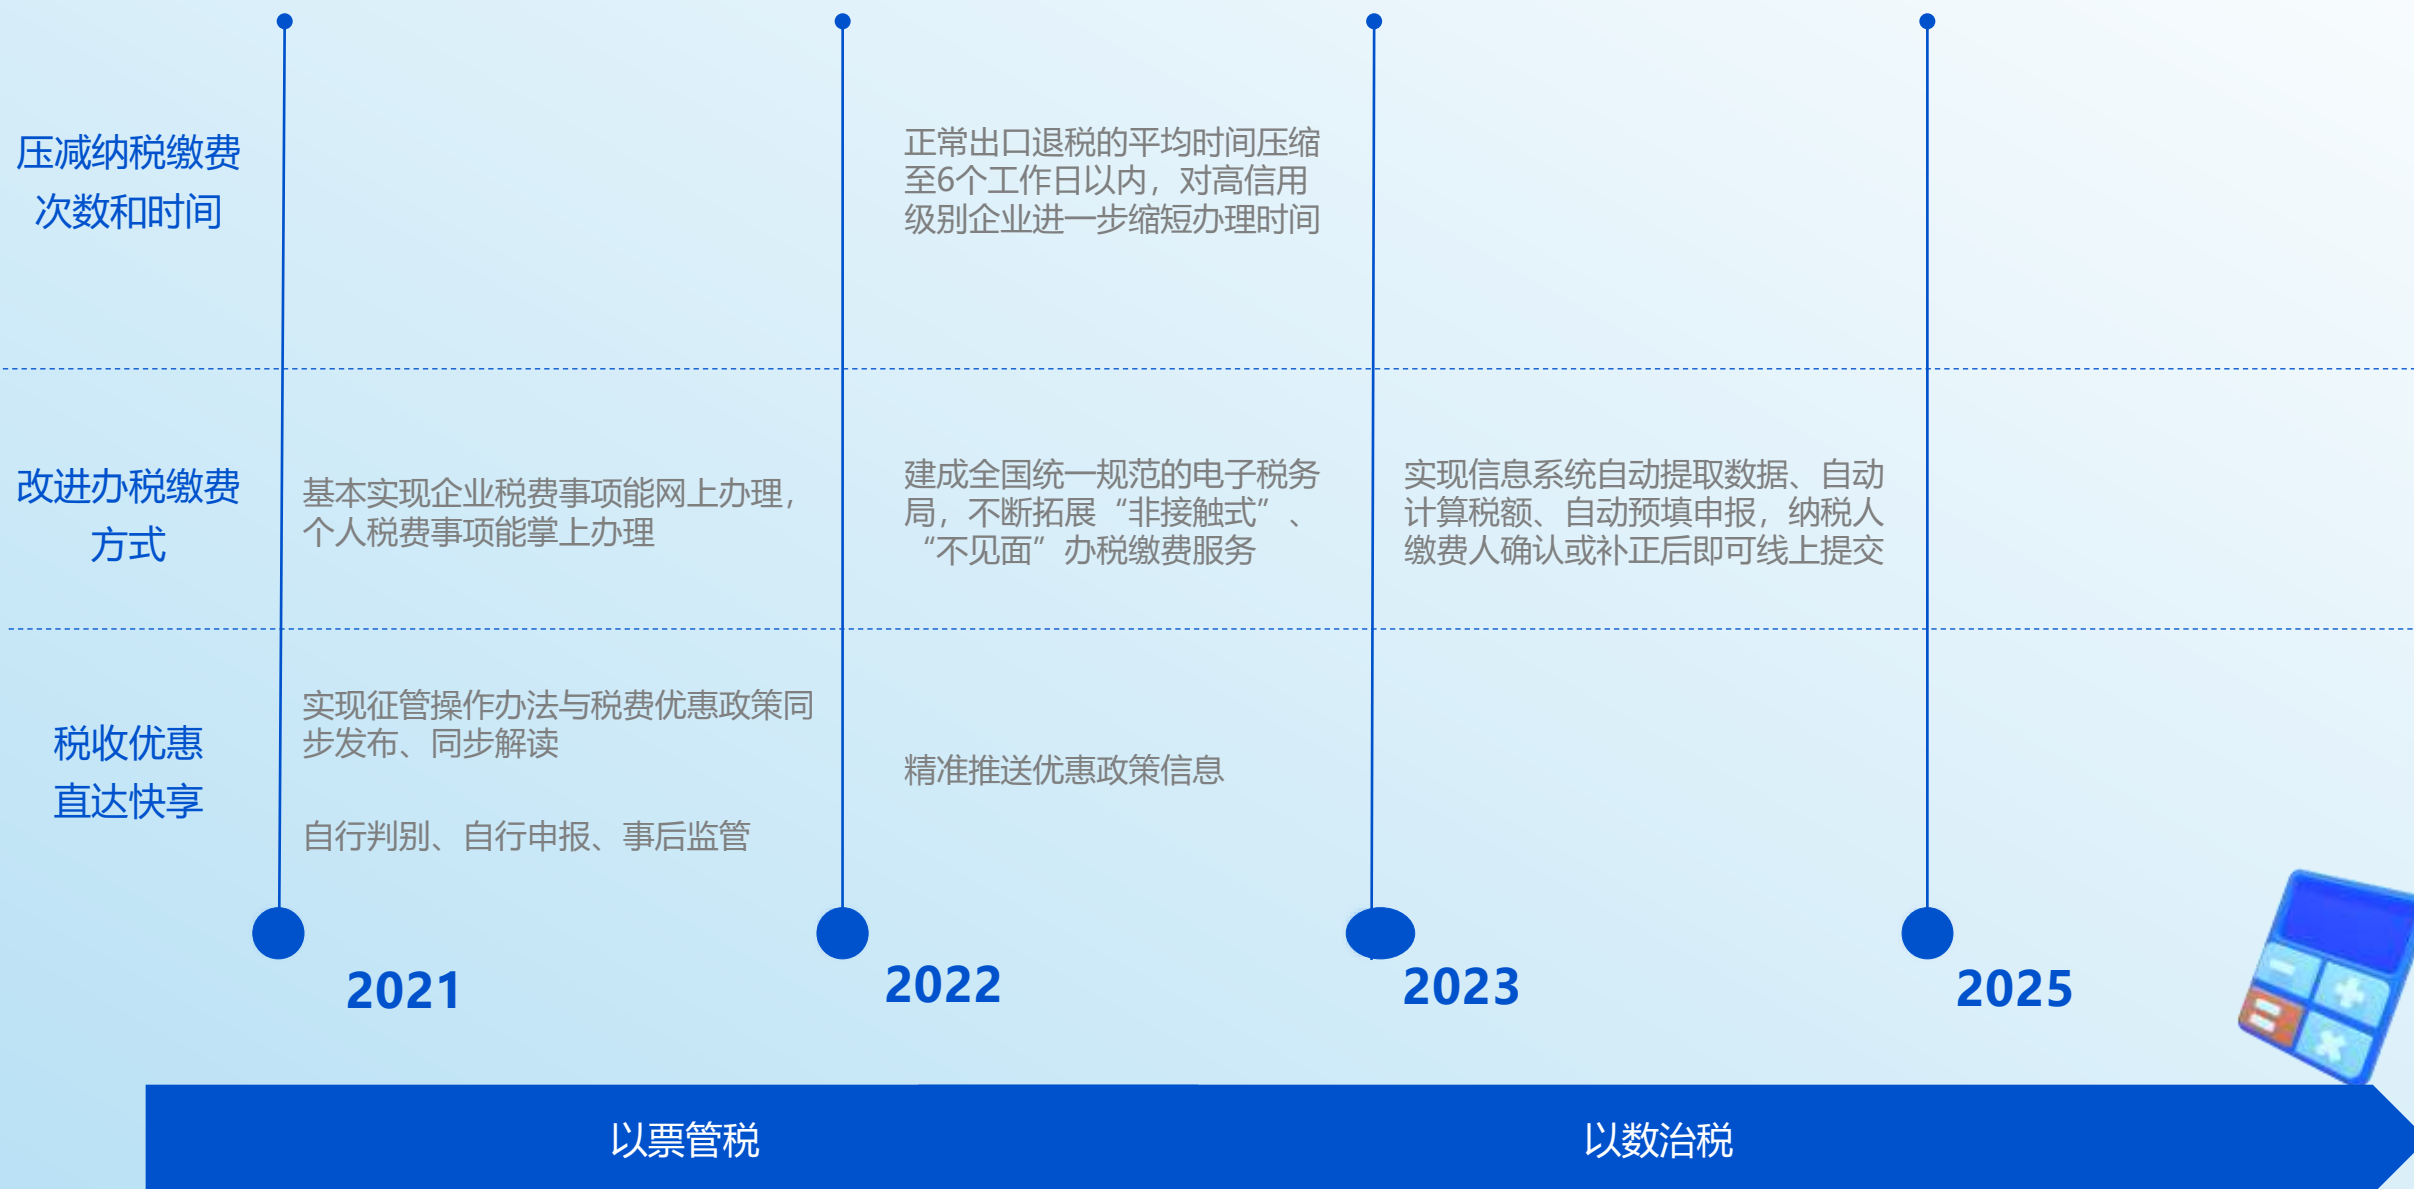 压减纳税缴费
次数和时间
正常出口退税的平均时间压缩
至6个工作日以内，对高信用
级别企业进一步缩短办理时间
改进办税缴费
方式
基本实现企业税费事项能网上办理，
个人税费事项能掌上办理
建成全国统一规范的电子税务
局，不断拓展“非接触式”、
“不见面”办税缴费服务
实现信息系统自动提取数据、自动
计算税额、自动预填申报，纳税人
缴费人确认或补正后即可线上提交
税收优惠
直达快享
实现征管操作办法与税费优惠政策同
步发布、同步解读
自行判别、自行申报、事后监管
精准推送优惠政策信息
2021
2022
2023
2025
以票管税
以数治税